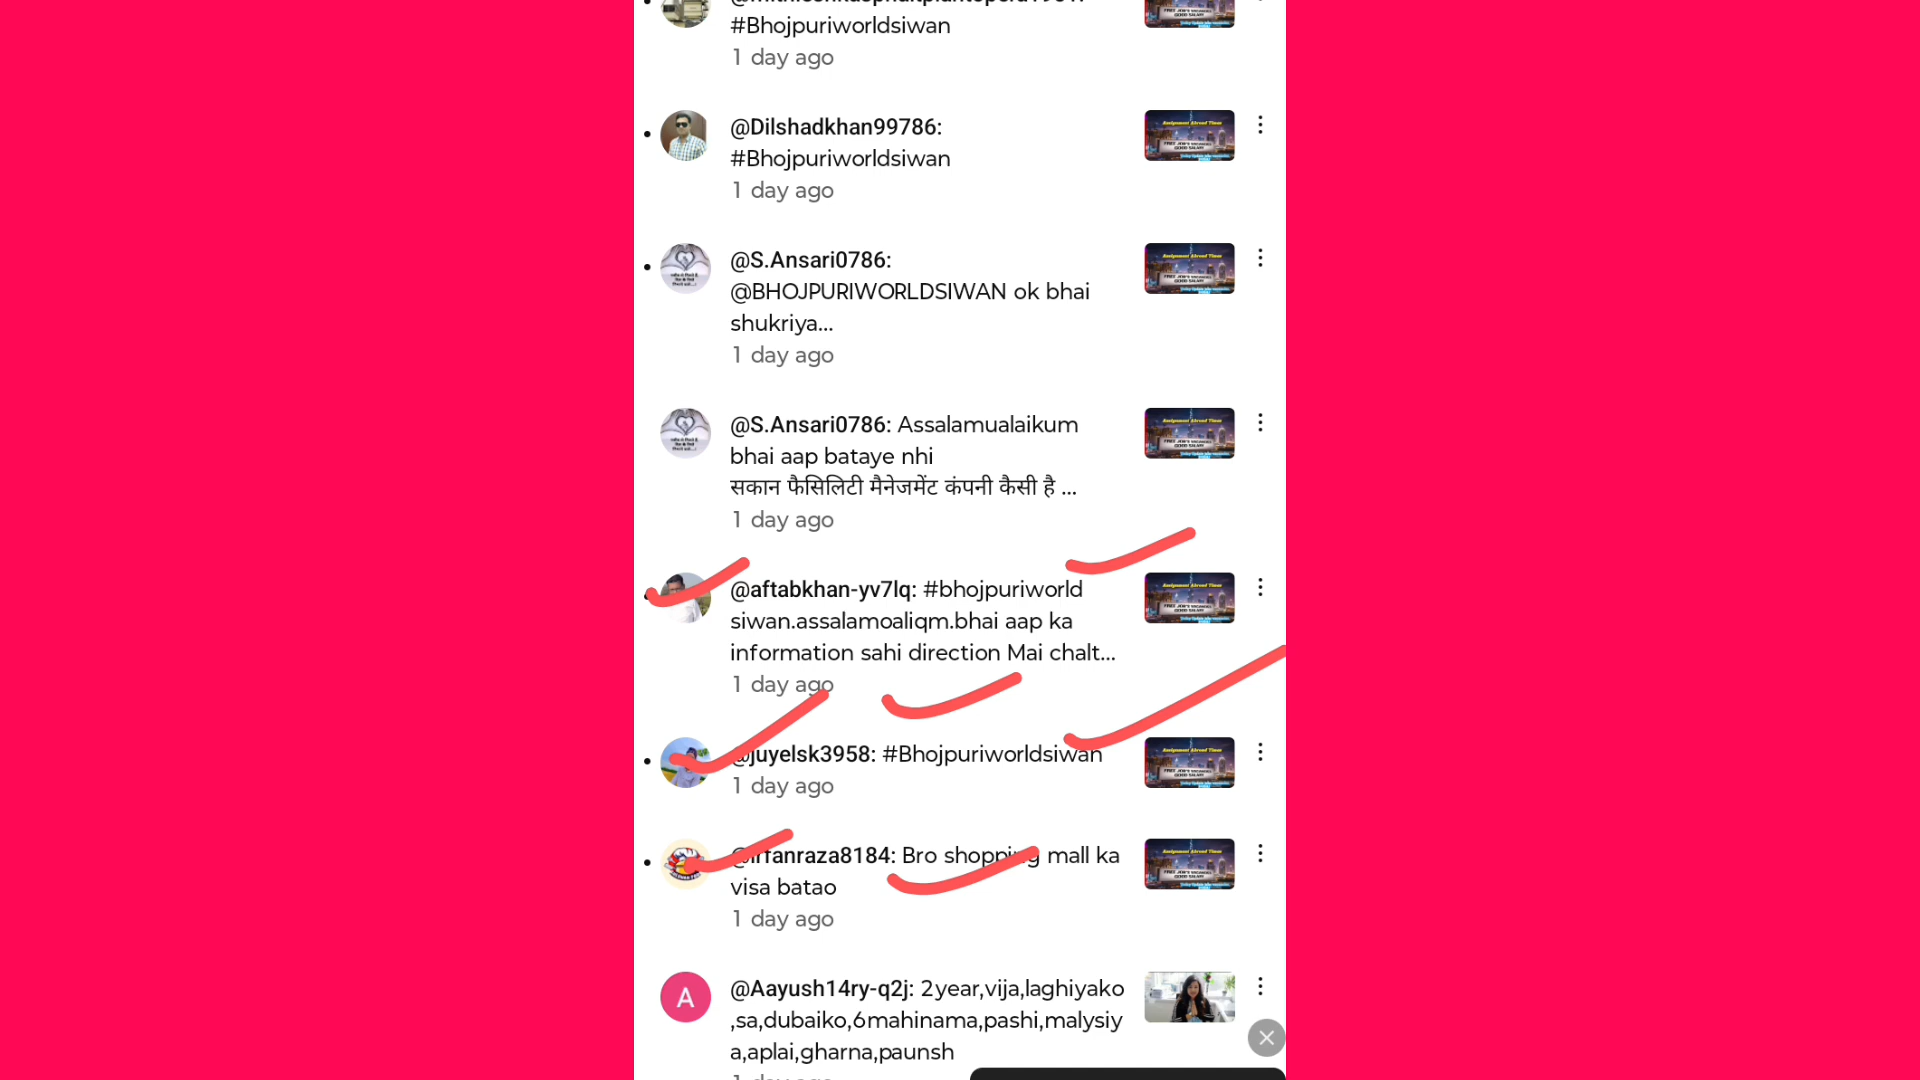 #Bhojpuriworldsiwan
1 day ago
@Dilshadkhan99786:
#Bhojpuriworldsiwan
1 day ago
@S.Ansari0786:
@BHOJPURIWORLDSIWAN ok bhai
shukriya...
1 day ago
@S.Ansari0786: Assalamualaikum
bhai aap bataye nhi
सकान फैसिलिटी मैनेजमेंट कंपनी कैसी है ...
1 day ago
@aftabkhan-yv7lq: #bhojpuriworld
siwan.assalamoaliqm.bhai aap ka
information sahi direction Mai chalt...
1 day ago
@juyelsk3958: #Bhojpuriworldsiwan
1 day ago
@irfanraza8184: Bro shopping mall ka
visa batao
1 day ago
A
@Aayush14ry-q2j: 2year,vija,laghiyako
,sa,dubaiko,6mahinama,pashi,malysiy
a,aplai,gharna,paunsh